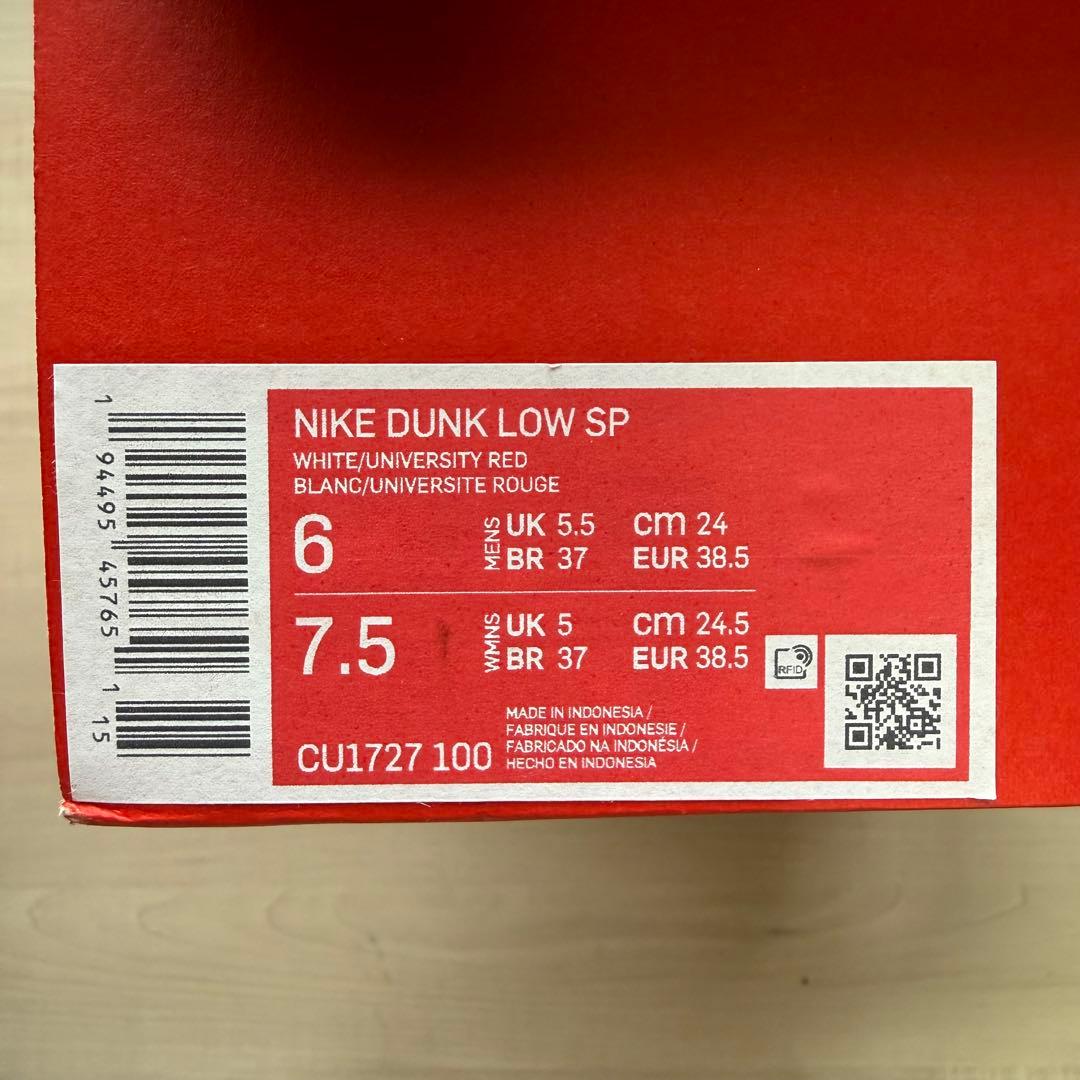 NIKE DUNK LOW SP
WHITE/UNIVERSITY RED
BLANC/UNIVERSITE ROUGE
6 MENS UK 5.5 cm 24
BR 37 EUR 38.5
7.5 WMNS UK 5 cm 24.5
BR 37 EUR 38.5
RFID
CU1727 100
MADE IN INDONESIA /
FABRIQUE EN INDONESIE /
FABRICADO NA INDONÉSIA /
HECHO EN INDONESIA
1 94495 45765 1 15